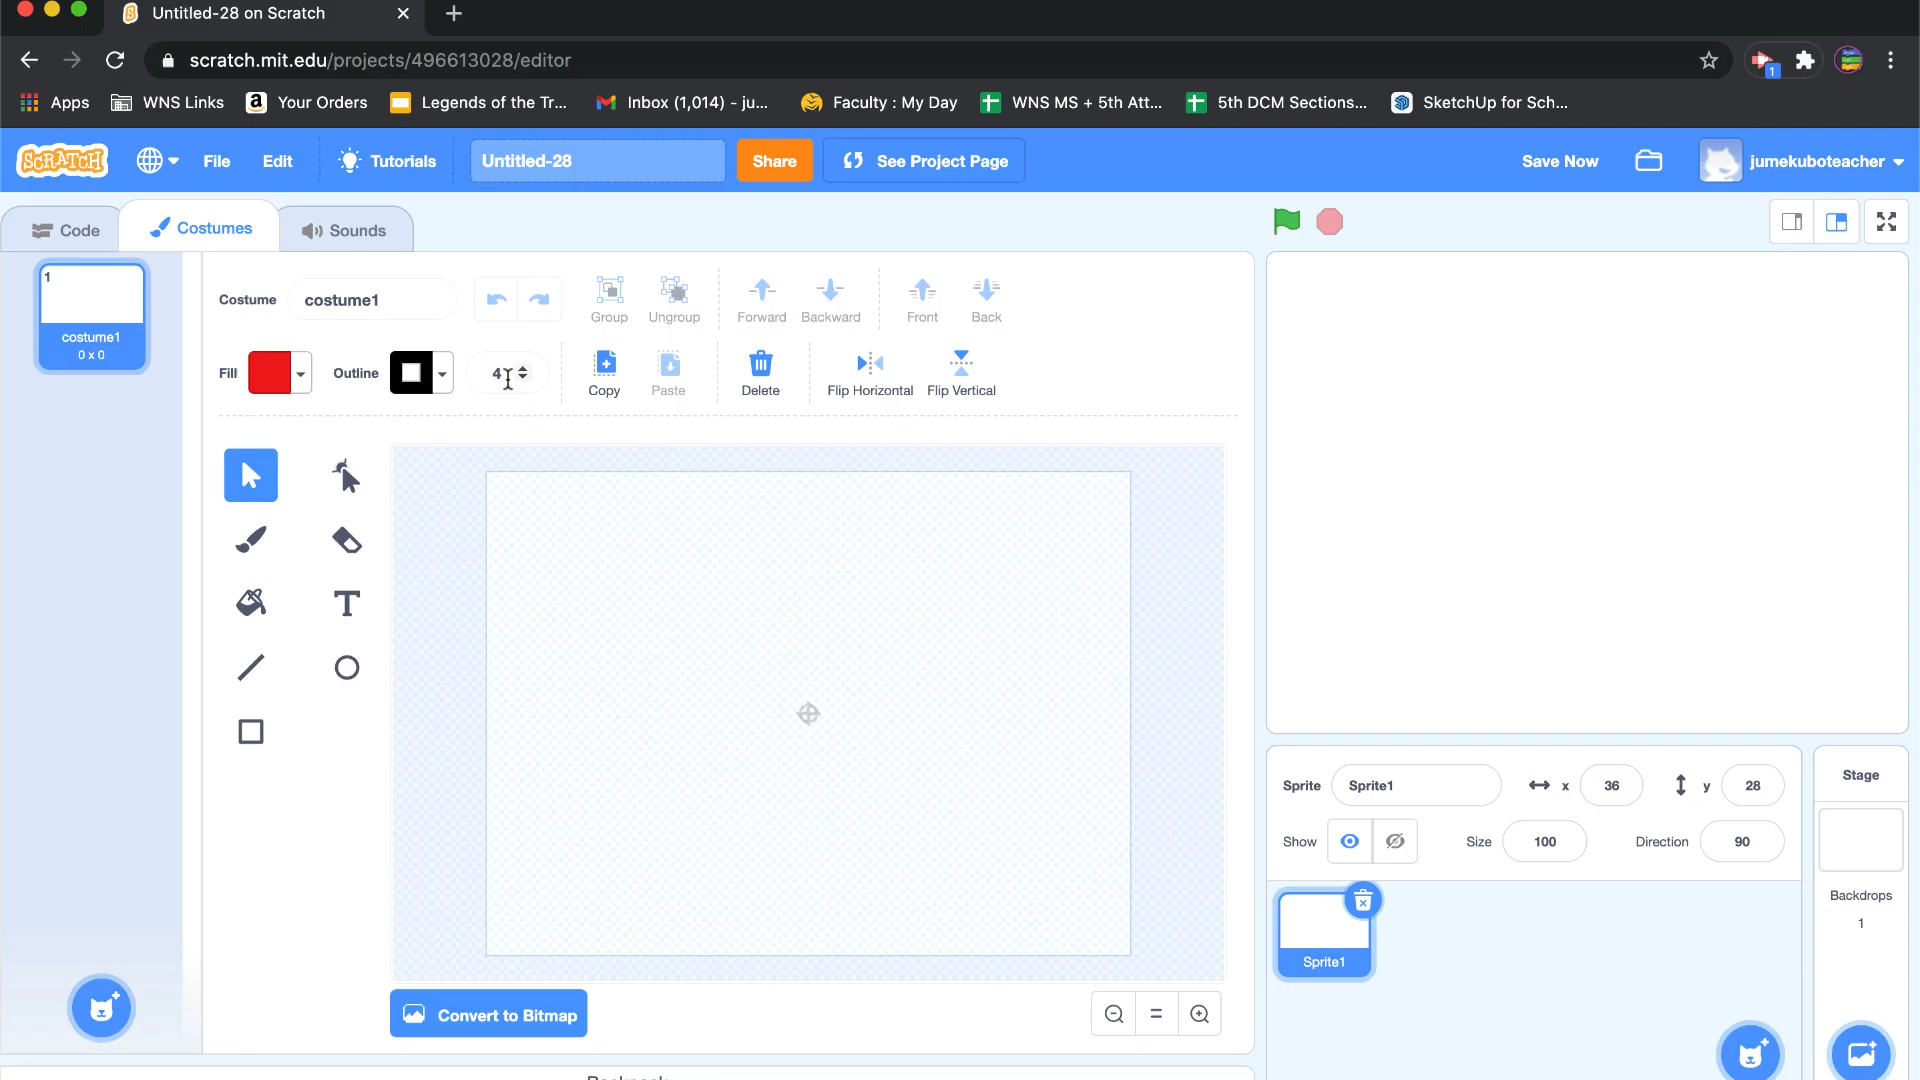 Untitled-28 on Scratch
scratch.mit.edu/projects/496613028/editor
1
Apps WNS Links Your Orders Legends of the Tr... Inbox (1,014) - ju... Faculty : My Day WNS MS + 5th Att... 5th DCM Sections... SketchUp for Sch...
SCRATCH File Edit Tutorials Untitled-28 Share See Project Page Save Now jumekuboteacher
Code Costumes Sounds
1
costume1
0 x 0
Costume costume1 Group Ungroup Forward Backward Front Back
Fill Outline 4 Copy Paste Delete Flip Horizontal Flip Vertical
Convert to Bitmap
Sprite Sprite1 x 36 y 28
Show Size 100 Direction 90
Sprite1
Stage
Backdrops
1